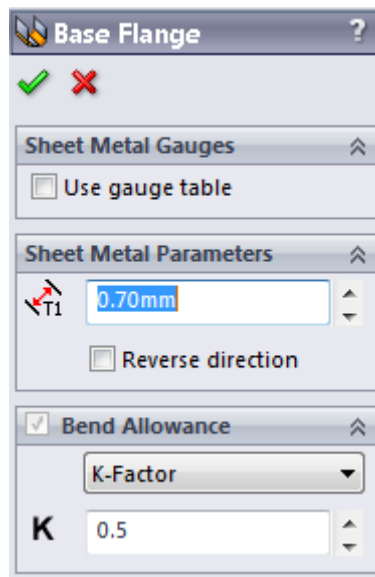 Base Flange ?
Sheet Metal Gauges
Use gauge table
Sheet Metal Parameters
T1 0.70mm
Reverse direction
Bend Allowance
K-Factor
K 0.5